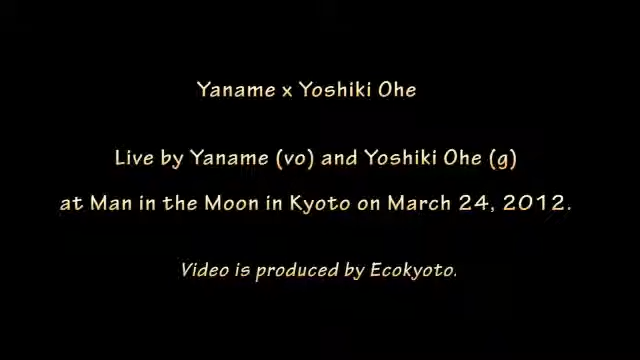 Yaname x Yoshiki Ohe
Live by Yaname (vo) and Yoshiki Ohe (g)
at Man in the Moon in Kyoto on March 24, 2012.
Video is produced by Ecokyoto.